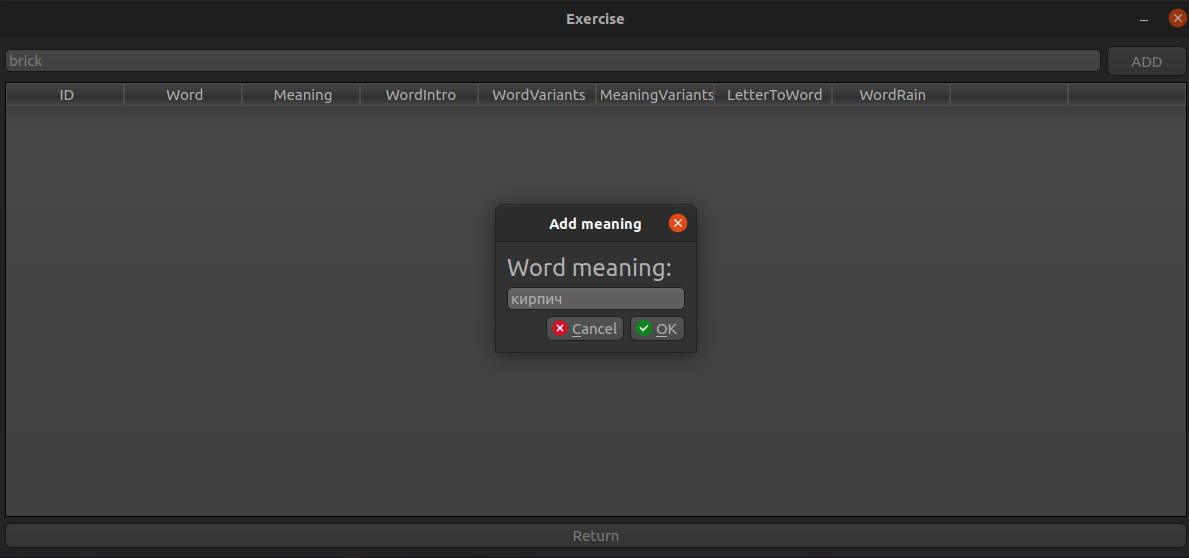 Exercise
brick ADD
ID Word Meaning WordIntro WordVariants MeaningVariants LetterToWord WordRain
Add meaning
Word meaning:
кирпич
Cancel OK
Return